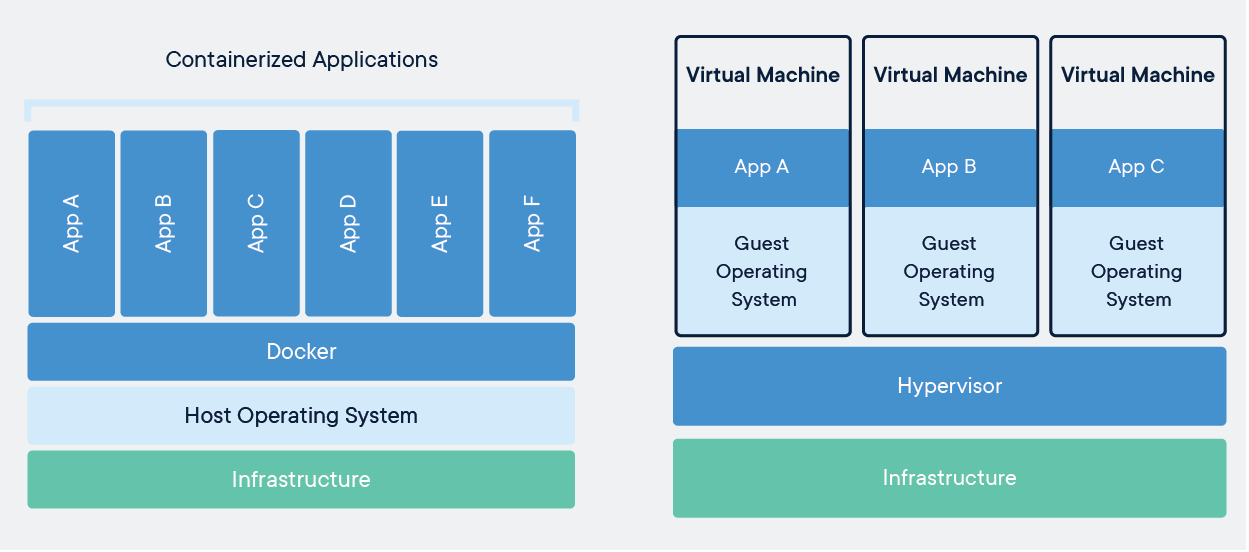 Containerized Applications
App A
App B
App C
App D
App E
App F
Docker
Host Operating System
Infrastructure
Virtual Machine
App A
Guest
Operating
System
Virtual Machine
App B
Guest
Operating
System
Virtual Machine
App C
Guest
Operating
System
Hypervisor
Infrastructure